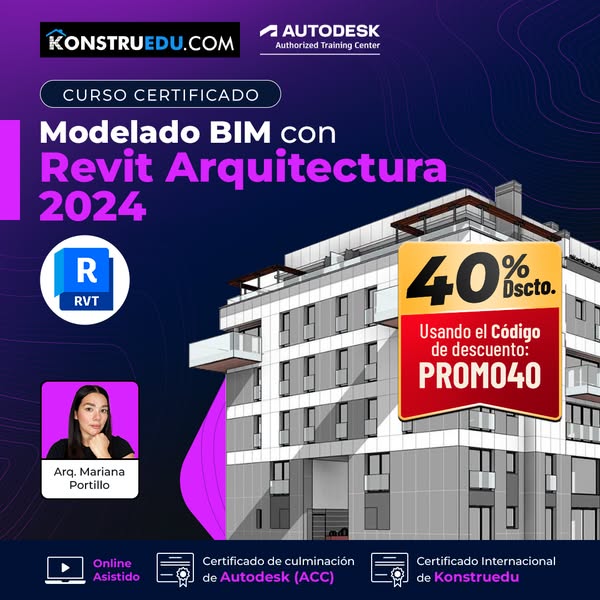 KONSTRUEDU.COM
AUTODESK
Authorized Training Center
CURSO CERTIFICADO
Modelado BIM con
Revit Arquitectura
2024
R
RVT
40% Dscto.
Usando el Código
de descuento:
PROMO40
Arq. Mariana
Portillo
Online
Asistido
Certificado de culminación
de Autodesk (ACC)
Certificado Internacional
de Konstruedu